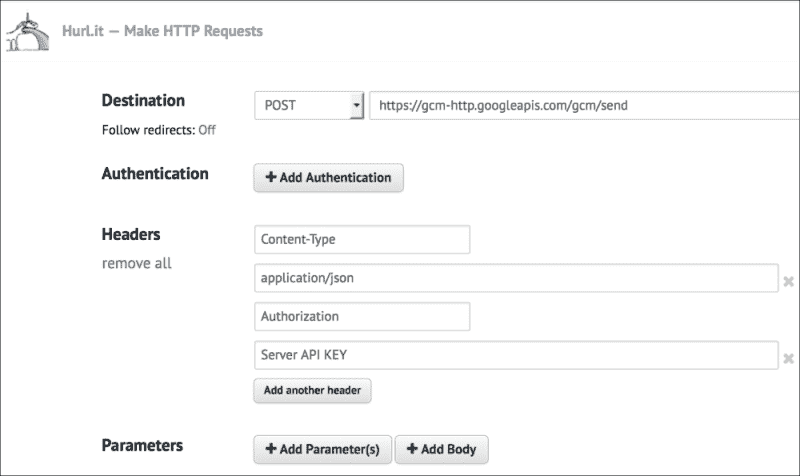 Hurl.it — Make HTTP Requests
Destination
POST
https://gcm-http.googleapis.com/gcm/send
Follow redirects: Off
Authentication
+ Add Authentication
Headers
Content-Type
remove all
application/json
Authorization
Server API KEY
Add another header
Parameters
+ Add Parameter(s)
+ Add Body